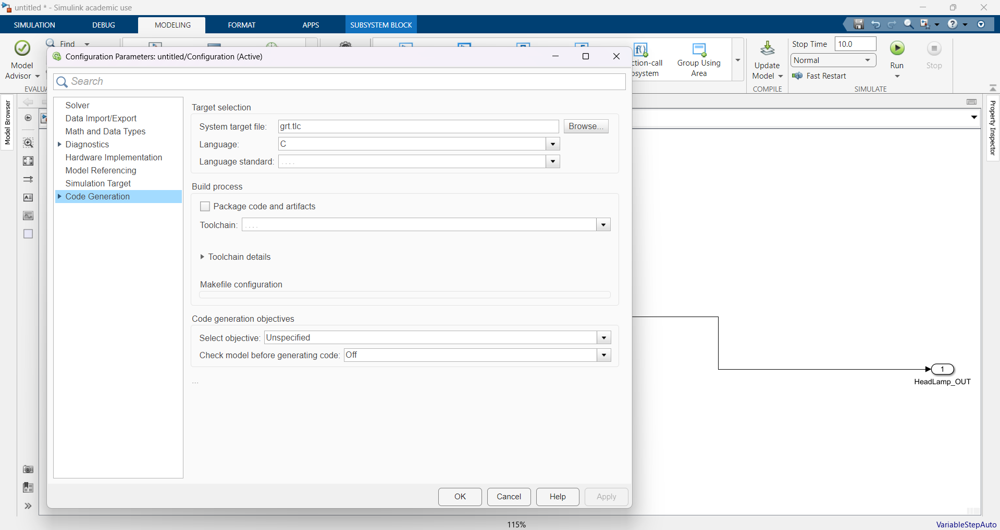 untitled * - Simulink academic use
SIMULATION DEBUG MODELING FORMAT APPS SUBSYSTEM BLOCK
Find
Model
Advisor
Configuration Parameters: untitled/Configuration (Active)
ction-call
Group Using
Area
Update
Model
COMPILE
Stop Time 10.0
Normal
Fast Restart
Run
Stop
SIMULATE
Search
Model Browser
Property Inspector
Solver
Data Import/Export
Math and Data Types
Diagnostics
Hardware Implementation
Model Referencing
Simulation Target
Code Generation
Target selection
System target file: grt.tlc Browse...
Language: C
Language standard: ....
Build process
Package code and artifacts
Toolchain: ....
Toolchain details
Makefile configuration
Code generation objectives
Select objective: Unspecified
Check model before generating code: Off
...
OK Cancel Help Apply
1
HeadLamp_OUT
115%
VariableStepAuto